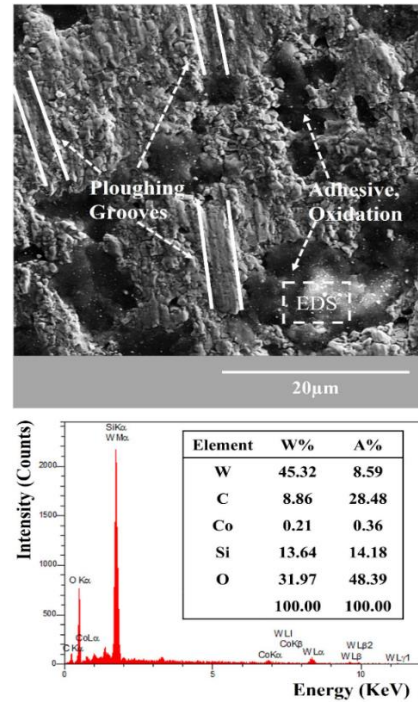 Ploughing
Grooves
Adhesive,
Oxidation
EDS
20μm
Intensity (Counts)
2000
1500
1000
500
0
SiKα
WMα
O Kα
CoLα
C Kα
Element W% A%
W 45.32 8.59
C 8.86 28.48
Co 0.21 0.36
Si 13.64 14.18
O 31.97 48.39
100.00 100.00
WL1
CoKβ
CoKα
WLα
WLβ2
WLβ
WLγ1
0 5 10
Energy (KeV)